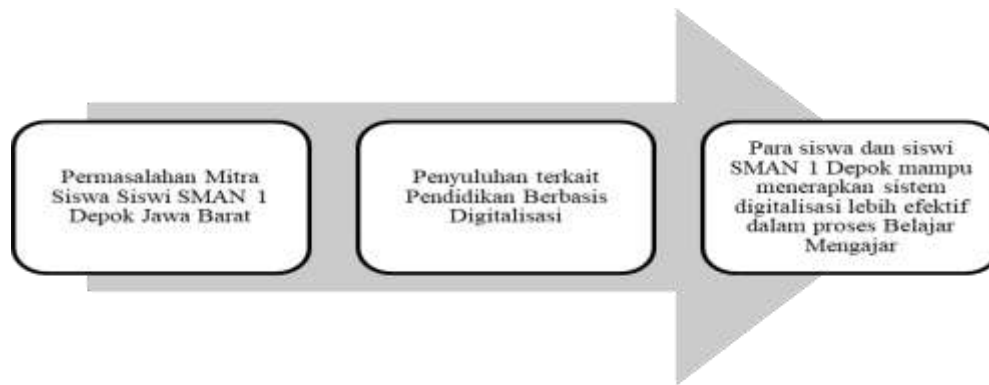 Permasalahan Mitra
Siswa Siswi SMAN 1
Depok Jawa Barat
Penyuluhan terkait
Pendidikan Berbasis
Digitalisasi
Para siswa dan siswi
SMAN 1 Depok mampu
menerapkan sistem
digitalisasi lebih efektif
dalam proses Belajar
Mengajar